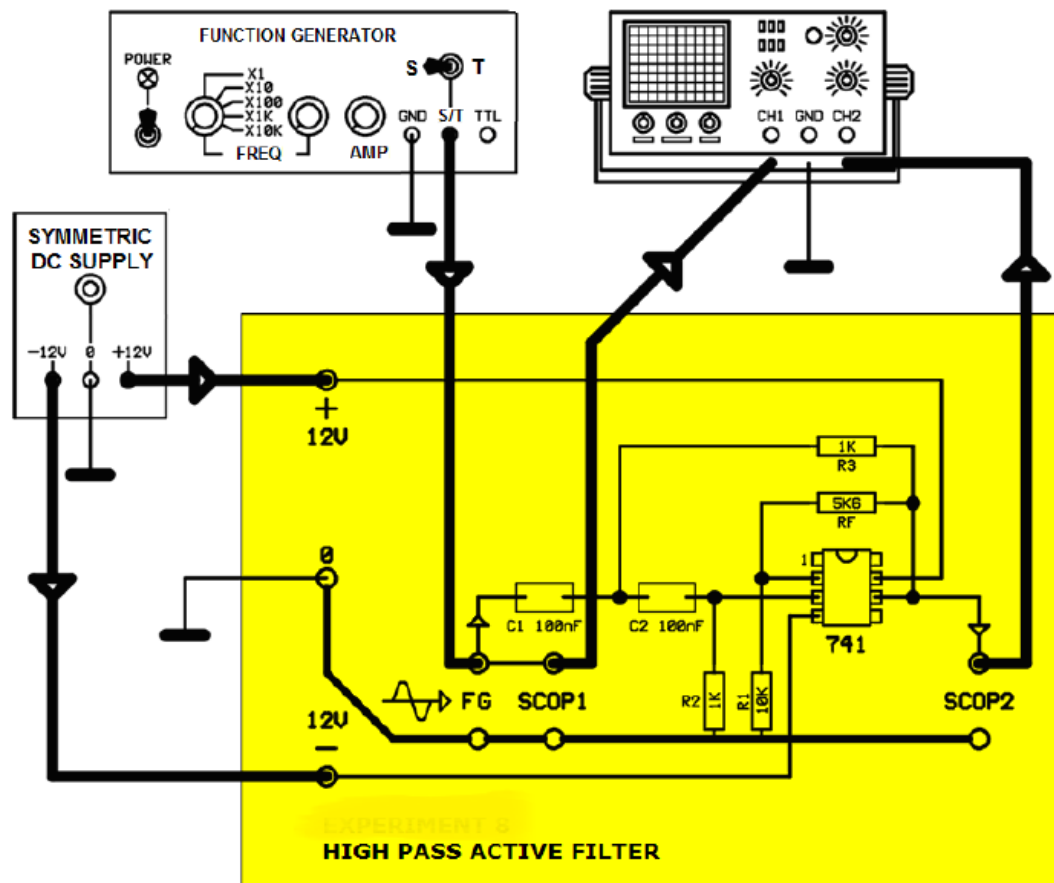 FUNCTION GENERATOR
POWER
X1
X10
X100
X1K
X10K
FREQ
AMP
S T
GND S/T TTL
CH1 GND CH2
SYMMETRIC
DC SUPPLY
-12V 0 +12V
+
12V
1K
R3
5K6
RF
0
1
C1 100nF
C2 100nF
741
R2 1K
R1 10K
FG
SCOP1
SCOP2
12V
-
EXPERIMENT 8
HIGH PASS ACTIVE FILTER